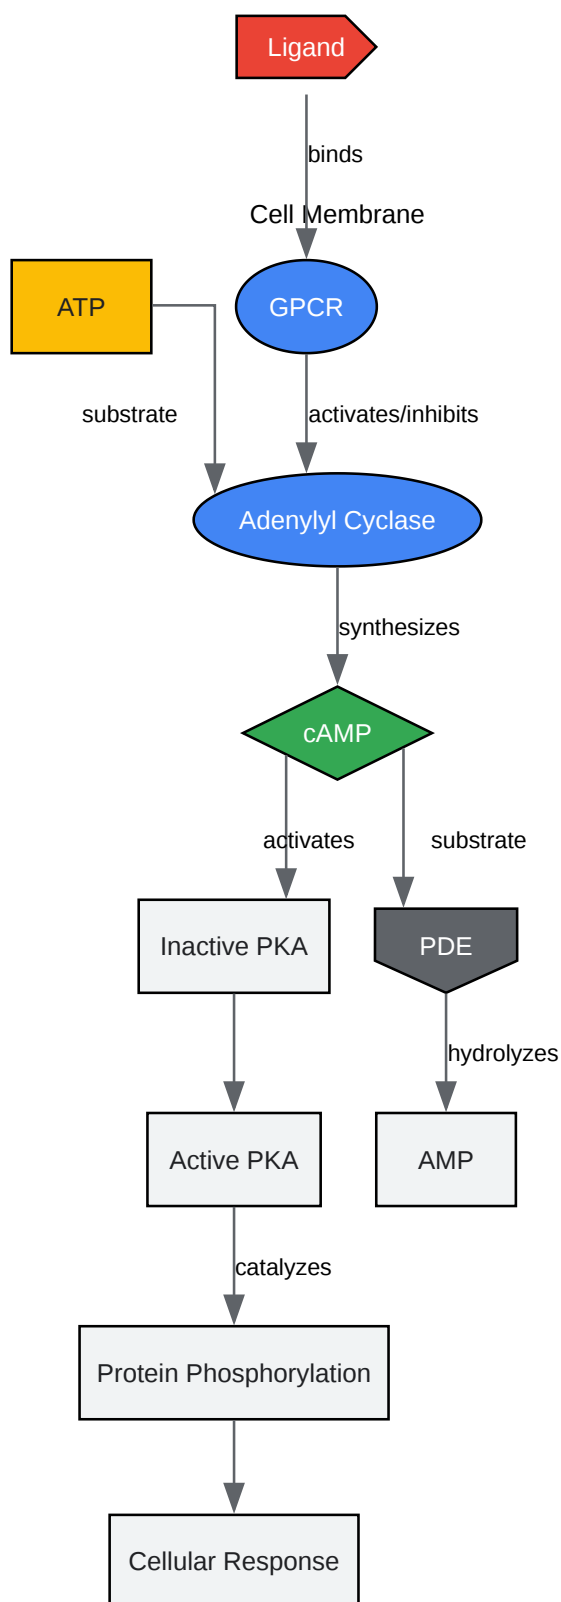 Ligand
binds
Cell Membrane
ATP
GPCR
substrate
activates/inhibits
Adenylyl Cyclase
synthesizes
cAMP
activates
substrate
Inactive PKA
PDE
hydrolyzes
Active PKA
AMP
catalyzes
Protein Phosphorylation
Cellular Response